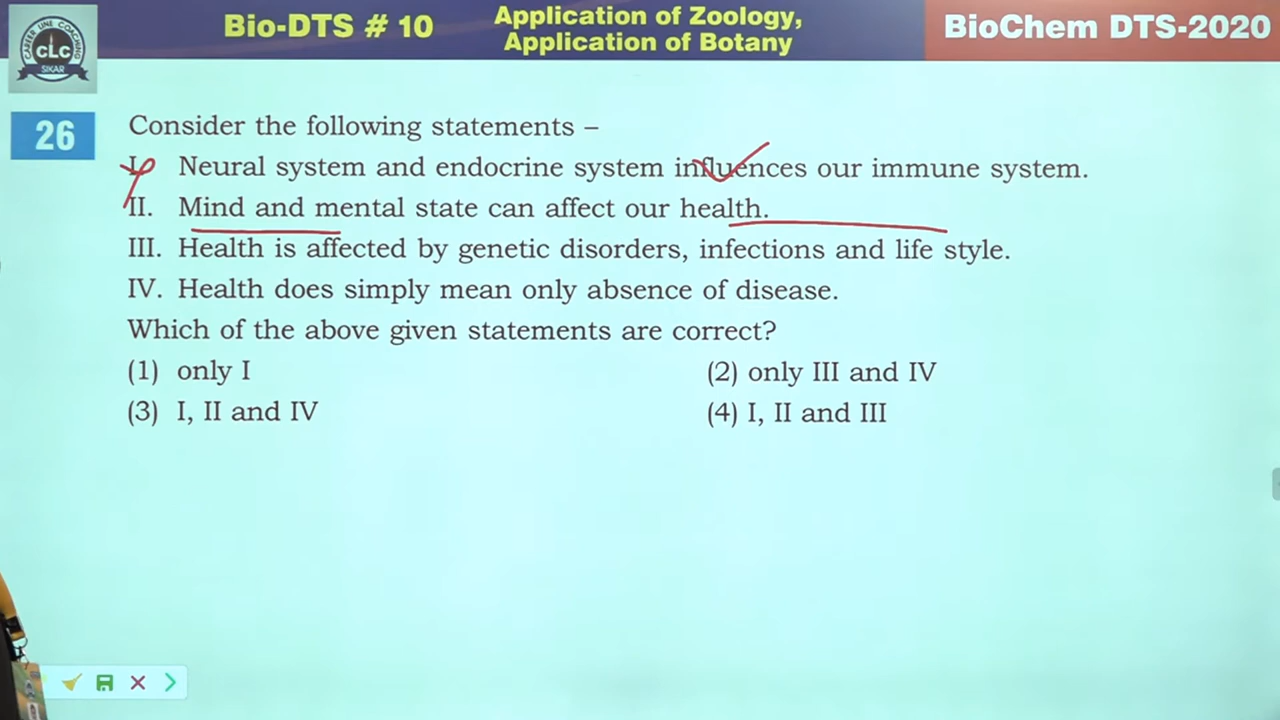 CAREER LINE COACHING
CLC
SIKAR
Bio-DTS # 10
Application of Zoology,
Application of Botany
BioChem DTS-2020
26
Consider the following statements –
I. Neural system and endocrine system influences our immune system.
II. Mind and mental state can affect our health.
III. Health is affected by genetic disorders, infections and life style.
IV. Health does simply mean only absence of disease.
Which of the above given statements are correct?
(1) only I
(2) only III and IV
(3) I, II and IV
(4) I, II and III